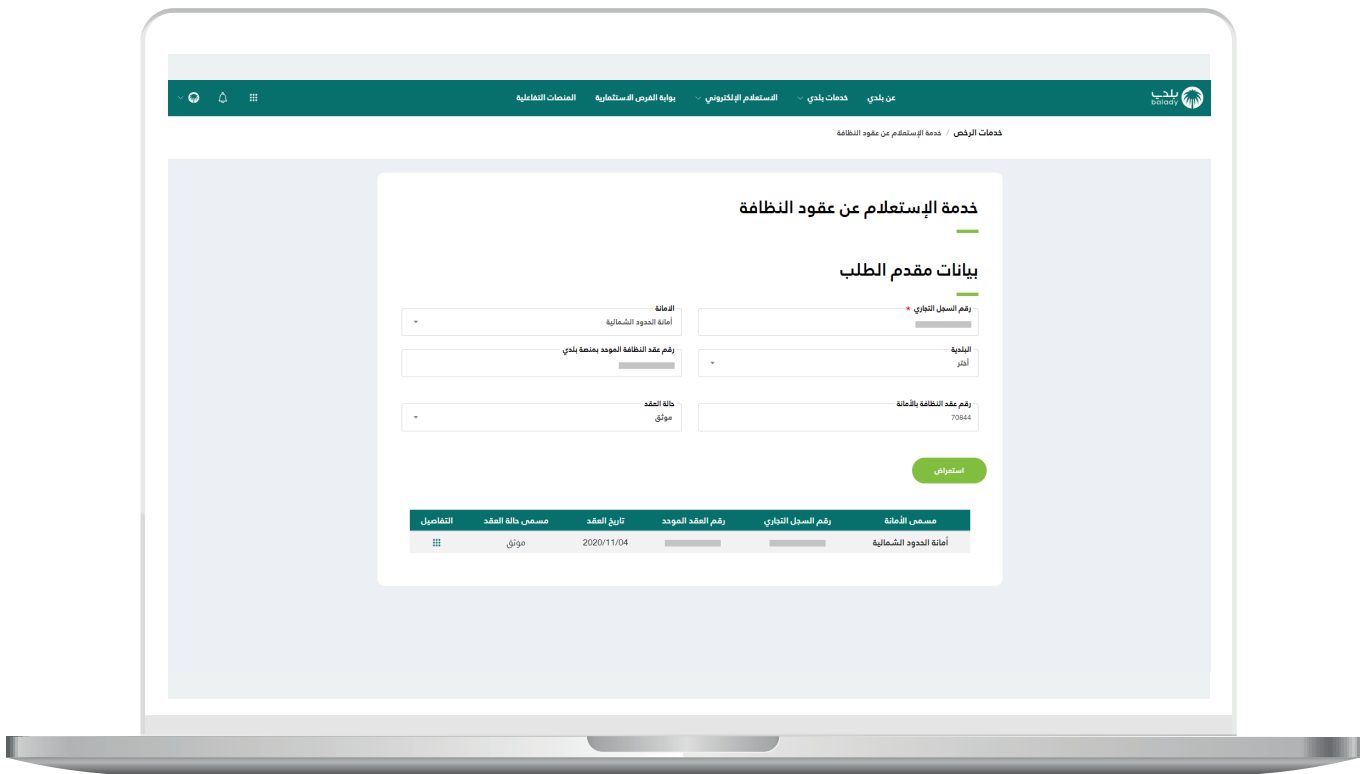 بلدي
balady
عن بلدي خدمات بلدي الاستعلام الإلكتروني بوابة الفرص الاستثمارية المنصات التفاعلية
خدمات الرخص / خدمة الإستعلام عن عقود النظافة
خدمة الإستعلام عن عقود النظافة
بيانات مقدم الطلب
رقم السجل التجاري *
الامانة
أمانة الحدود الشمالية
البلدية
أختر
رقم عقد النظافة الموحد بمنصة بلدي
رقم عقد النظافة بالأمانة
70844
حالة العقد
موثق
استعراض
مسمى الأمانة رقم السجل التجاري رقم العقد الموحد تاريخ العقد مسمى حالة العقد التفاصيل
أمانة الحدود الشمالية 2020/11/04 موثق